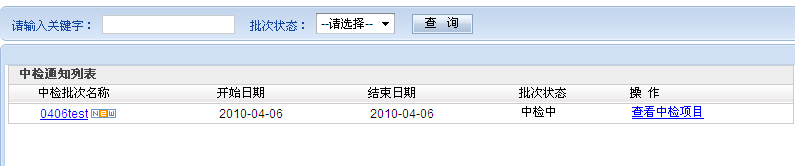 请输入关键字： 批次状态： --请选择-- 查 询
中检通知列表
中检批次名称 开始日期 结束日期 批次状态 操 作
0406test NEW 2010-04-06 2010-04-06 中检中 查看中检项目